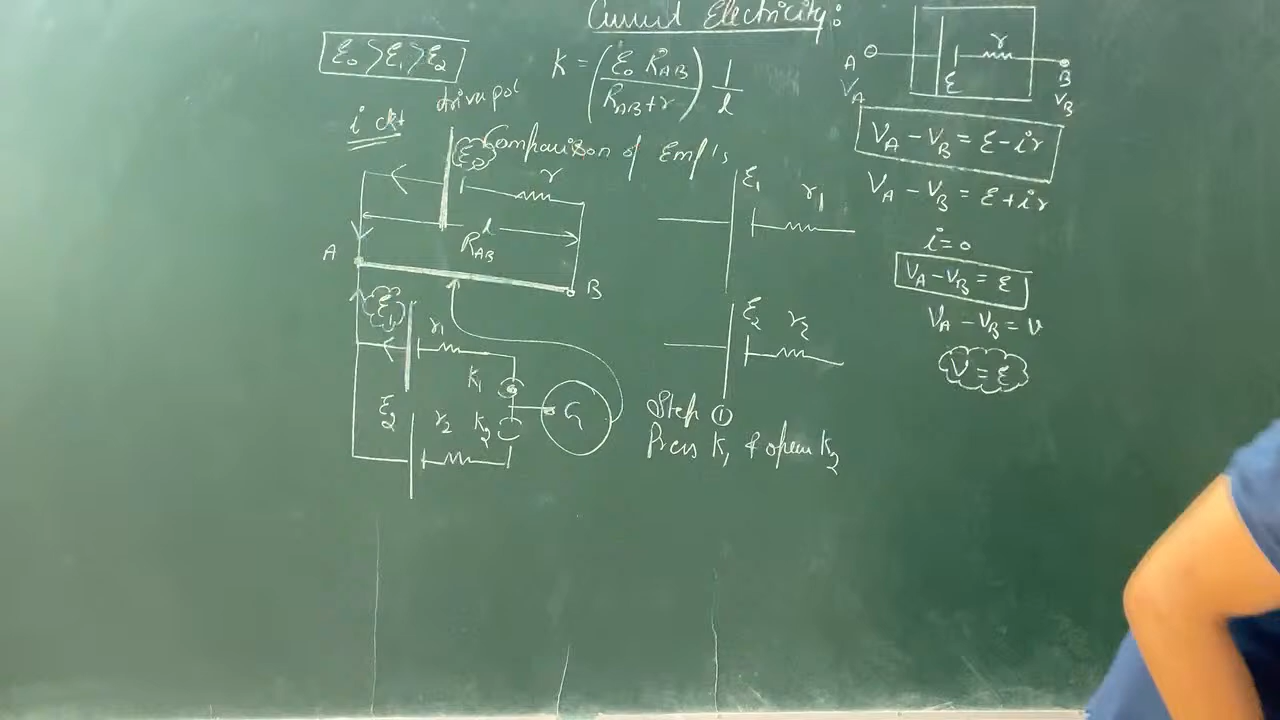 Current Electricity:
ε₀ > ε₁ > ε₂
K = (ε₀ R_AB / R_AB + r) 1/l
i ckt
Comparison of Emf's
ε₀
r
l
R_AB
A
B
ε₁
r₁
K₁
ε₂
r₂
K₂
G
ε₁
r₁
ε₂
r₂
Step ①
Press K₁ & open K₂
A
V_A
ε
r
B
V_B
V_A - V_B = ε - ir
V_A - V_B = ε + ir
i = 0
V_A - V_B = ε
V_A - V_B = V
V = ε